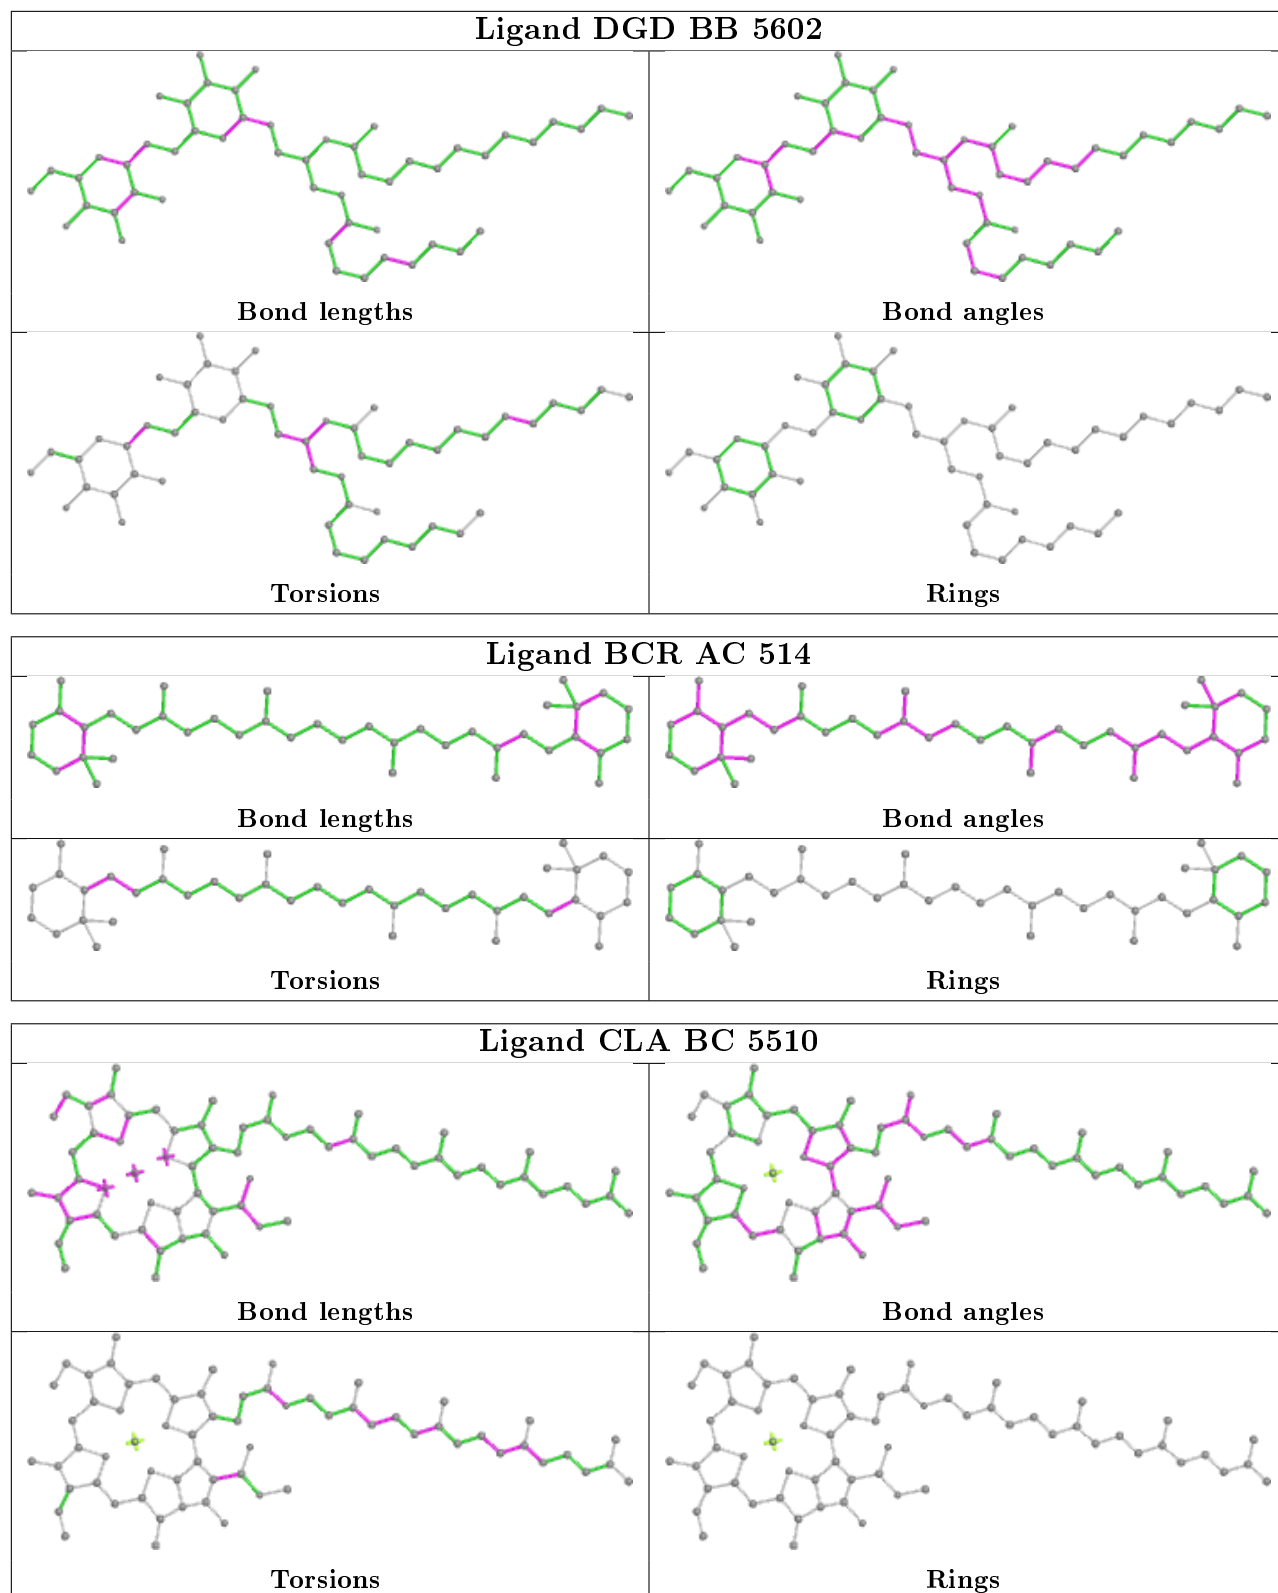 Ligand DGD BB 5602
Bond lengths
Bond angles
Torsions
Rings
Ligand BCR AC 514
Bond lengths
Bond angles
Torsions
Rings
Ligand CLA BC 5510
Bond lengths
Bond angles
Torsions
Rings